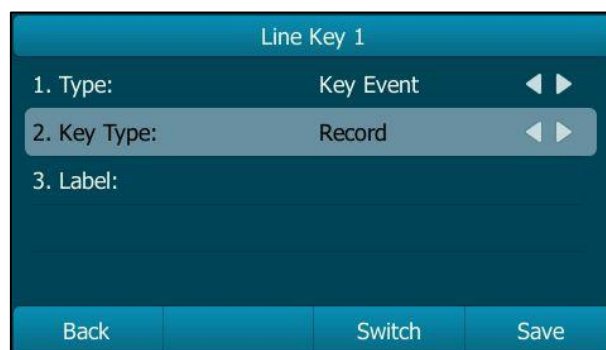 Line Key 1
1. Type: Key Event
2. Key Type: Record
3. Label:
Back Switch Save